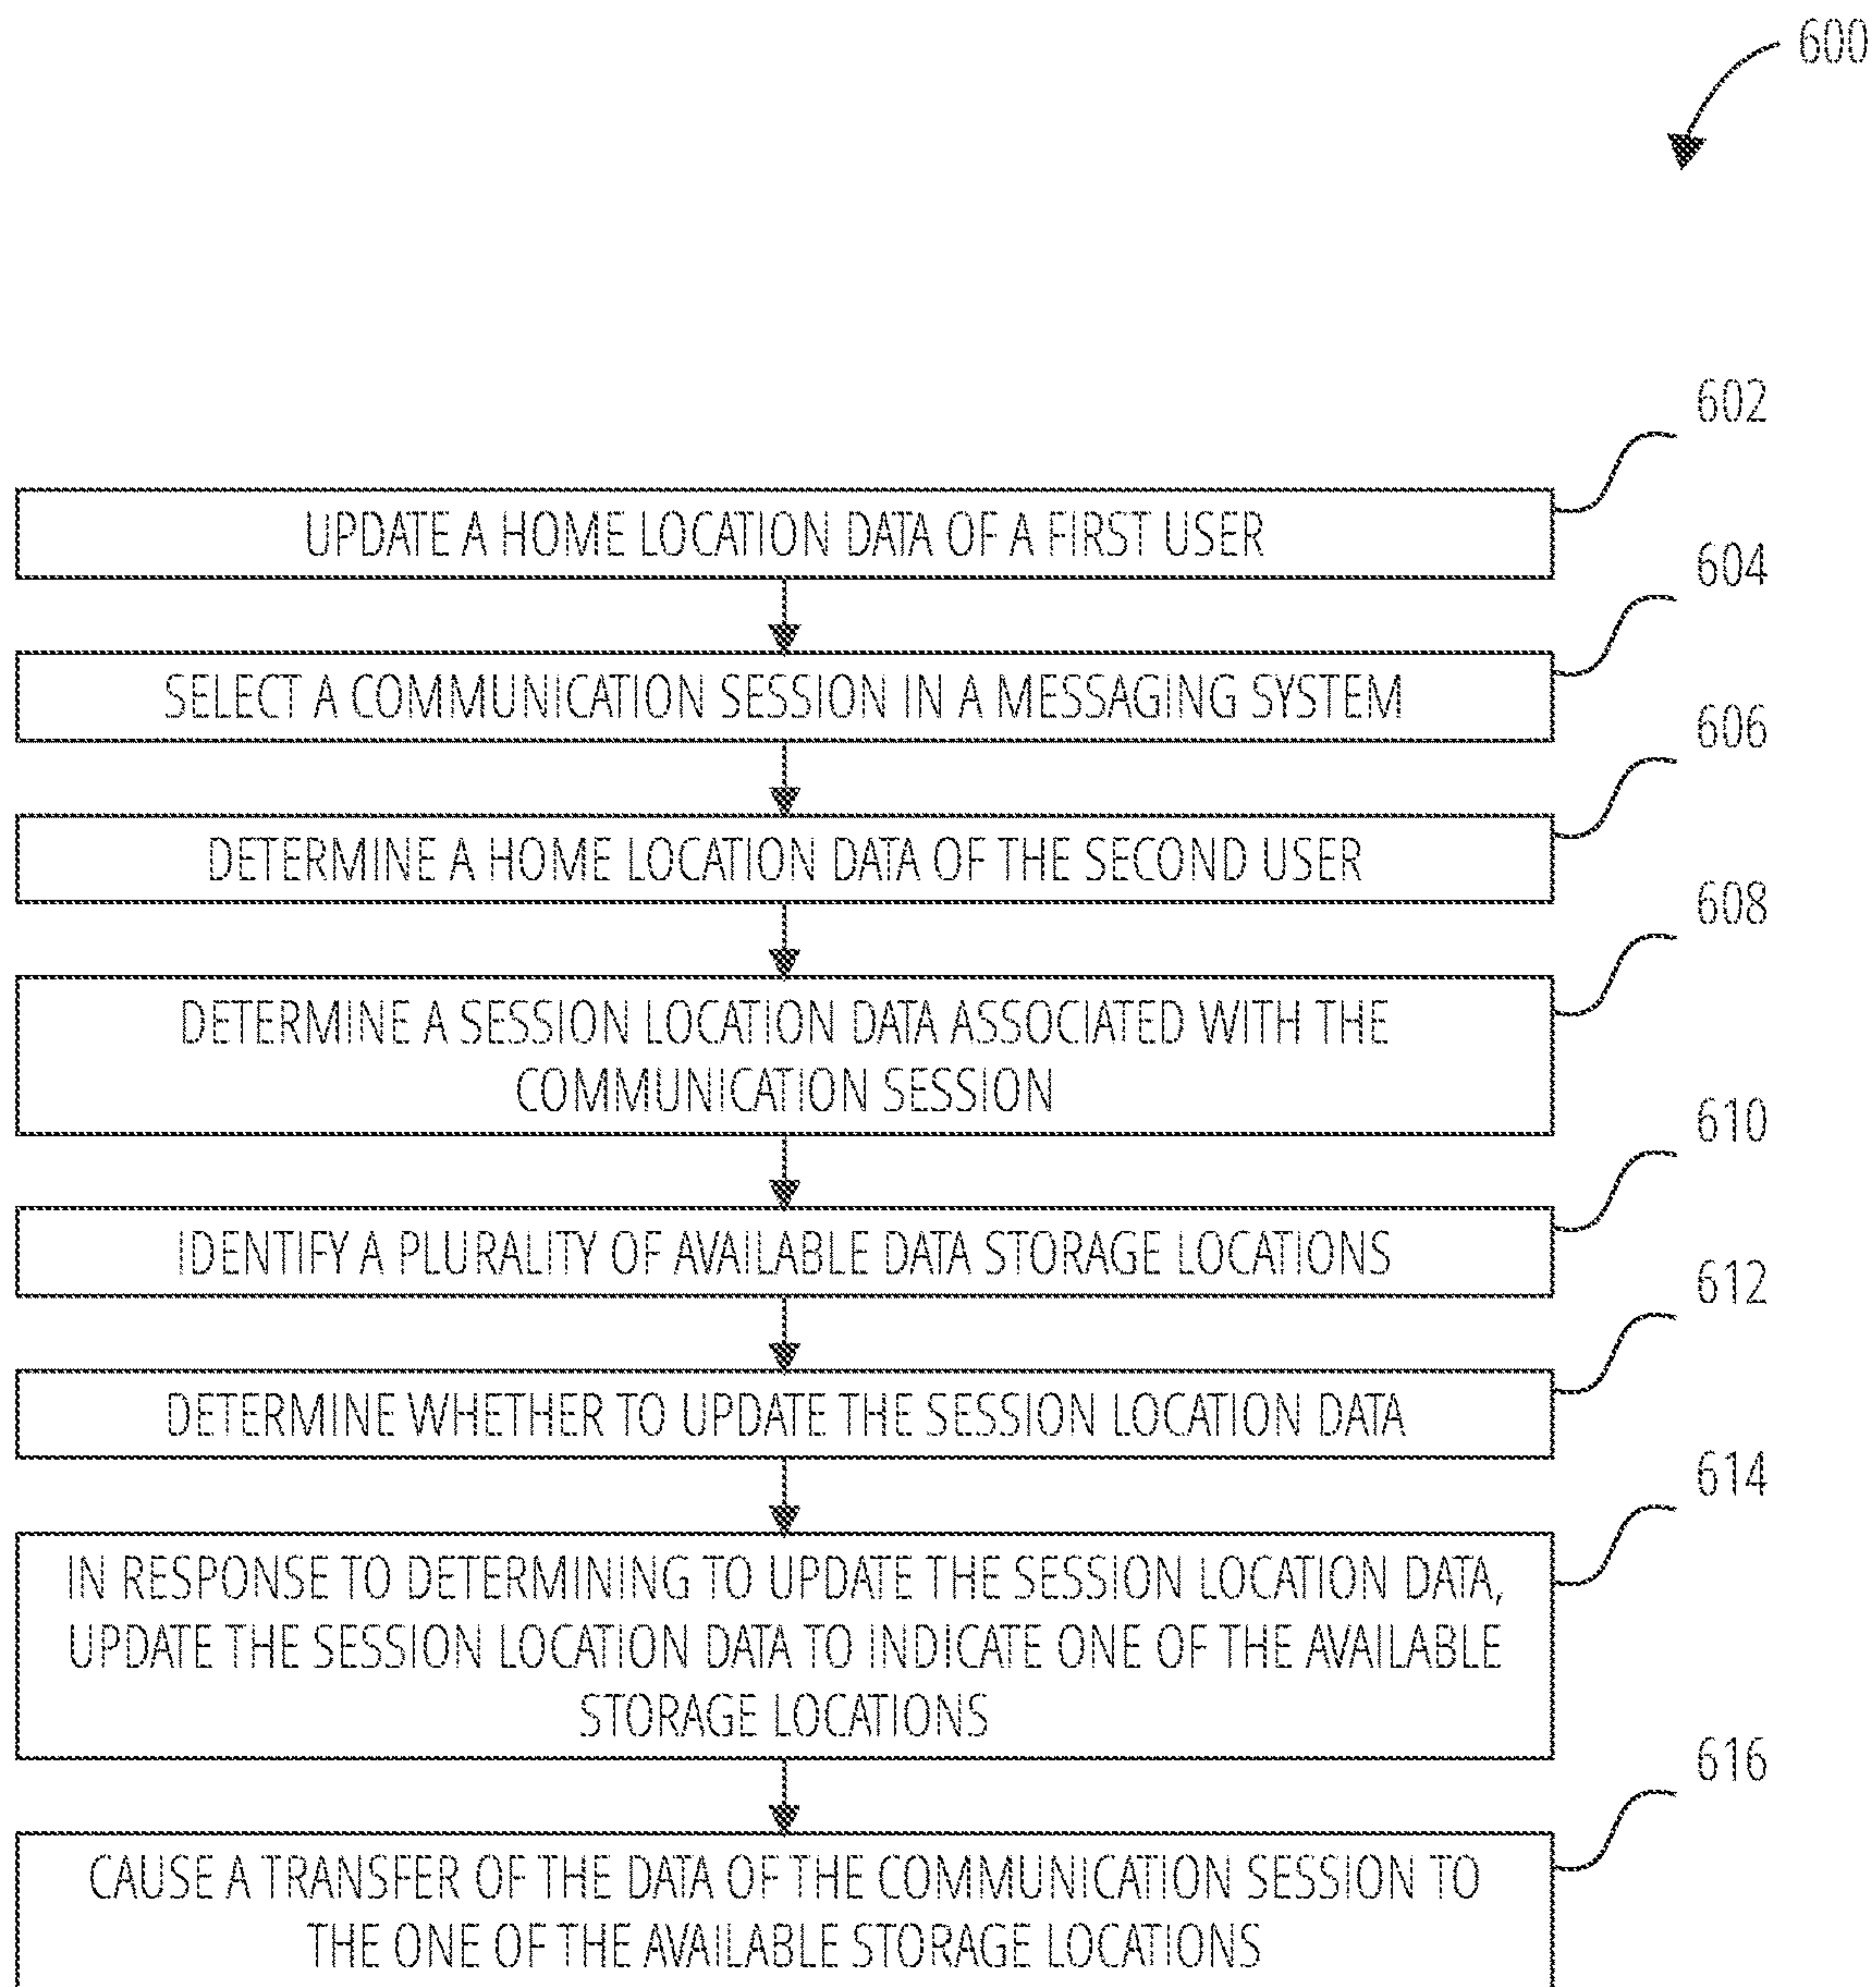 600
602
UPDATE A HOME LOCATION DATA OF A FIRST USER
604
SELECT A COMMUNICATION SESSION IN A MESSAGING SYSTEM
606
DETERMINE A HOME LOCATION DATA OF THE SECOND USER
608
DETERMINE A SESSION LOCATION DATA ASSOCIATED WITH THE
COMMUNICATION SESSION
610
IDENTIFY A PLURALITY OF AVAILABLE DATA STORAGE LOCATIONS
612
DETERMINE WHETHER TO UPDATE THE SESSION LOCATION DATA
614
IN RESPONSE TO DETERMINING TO UPDATE THE SESSION LOCATION DATA,
UPDATE THE SESSION LOCATION DATA TO INDICATE ONE OF THE AVAILABLE
STORAGE LOCATIONS
616
CAUSE A TRANSFER OF THE DATA OF THE COMMUNICATION SESSION TO
THE ONE OF THE AVAILABLE STORAGE LOCATIONS